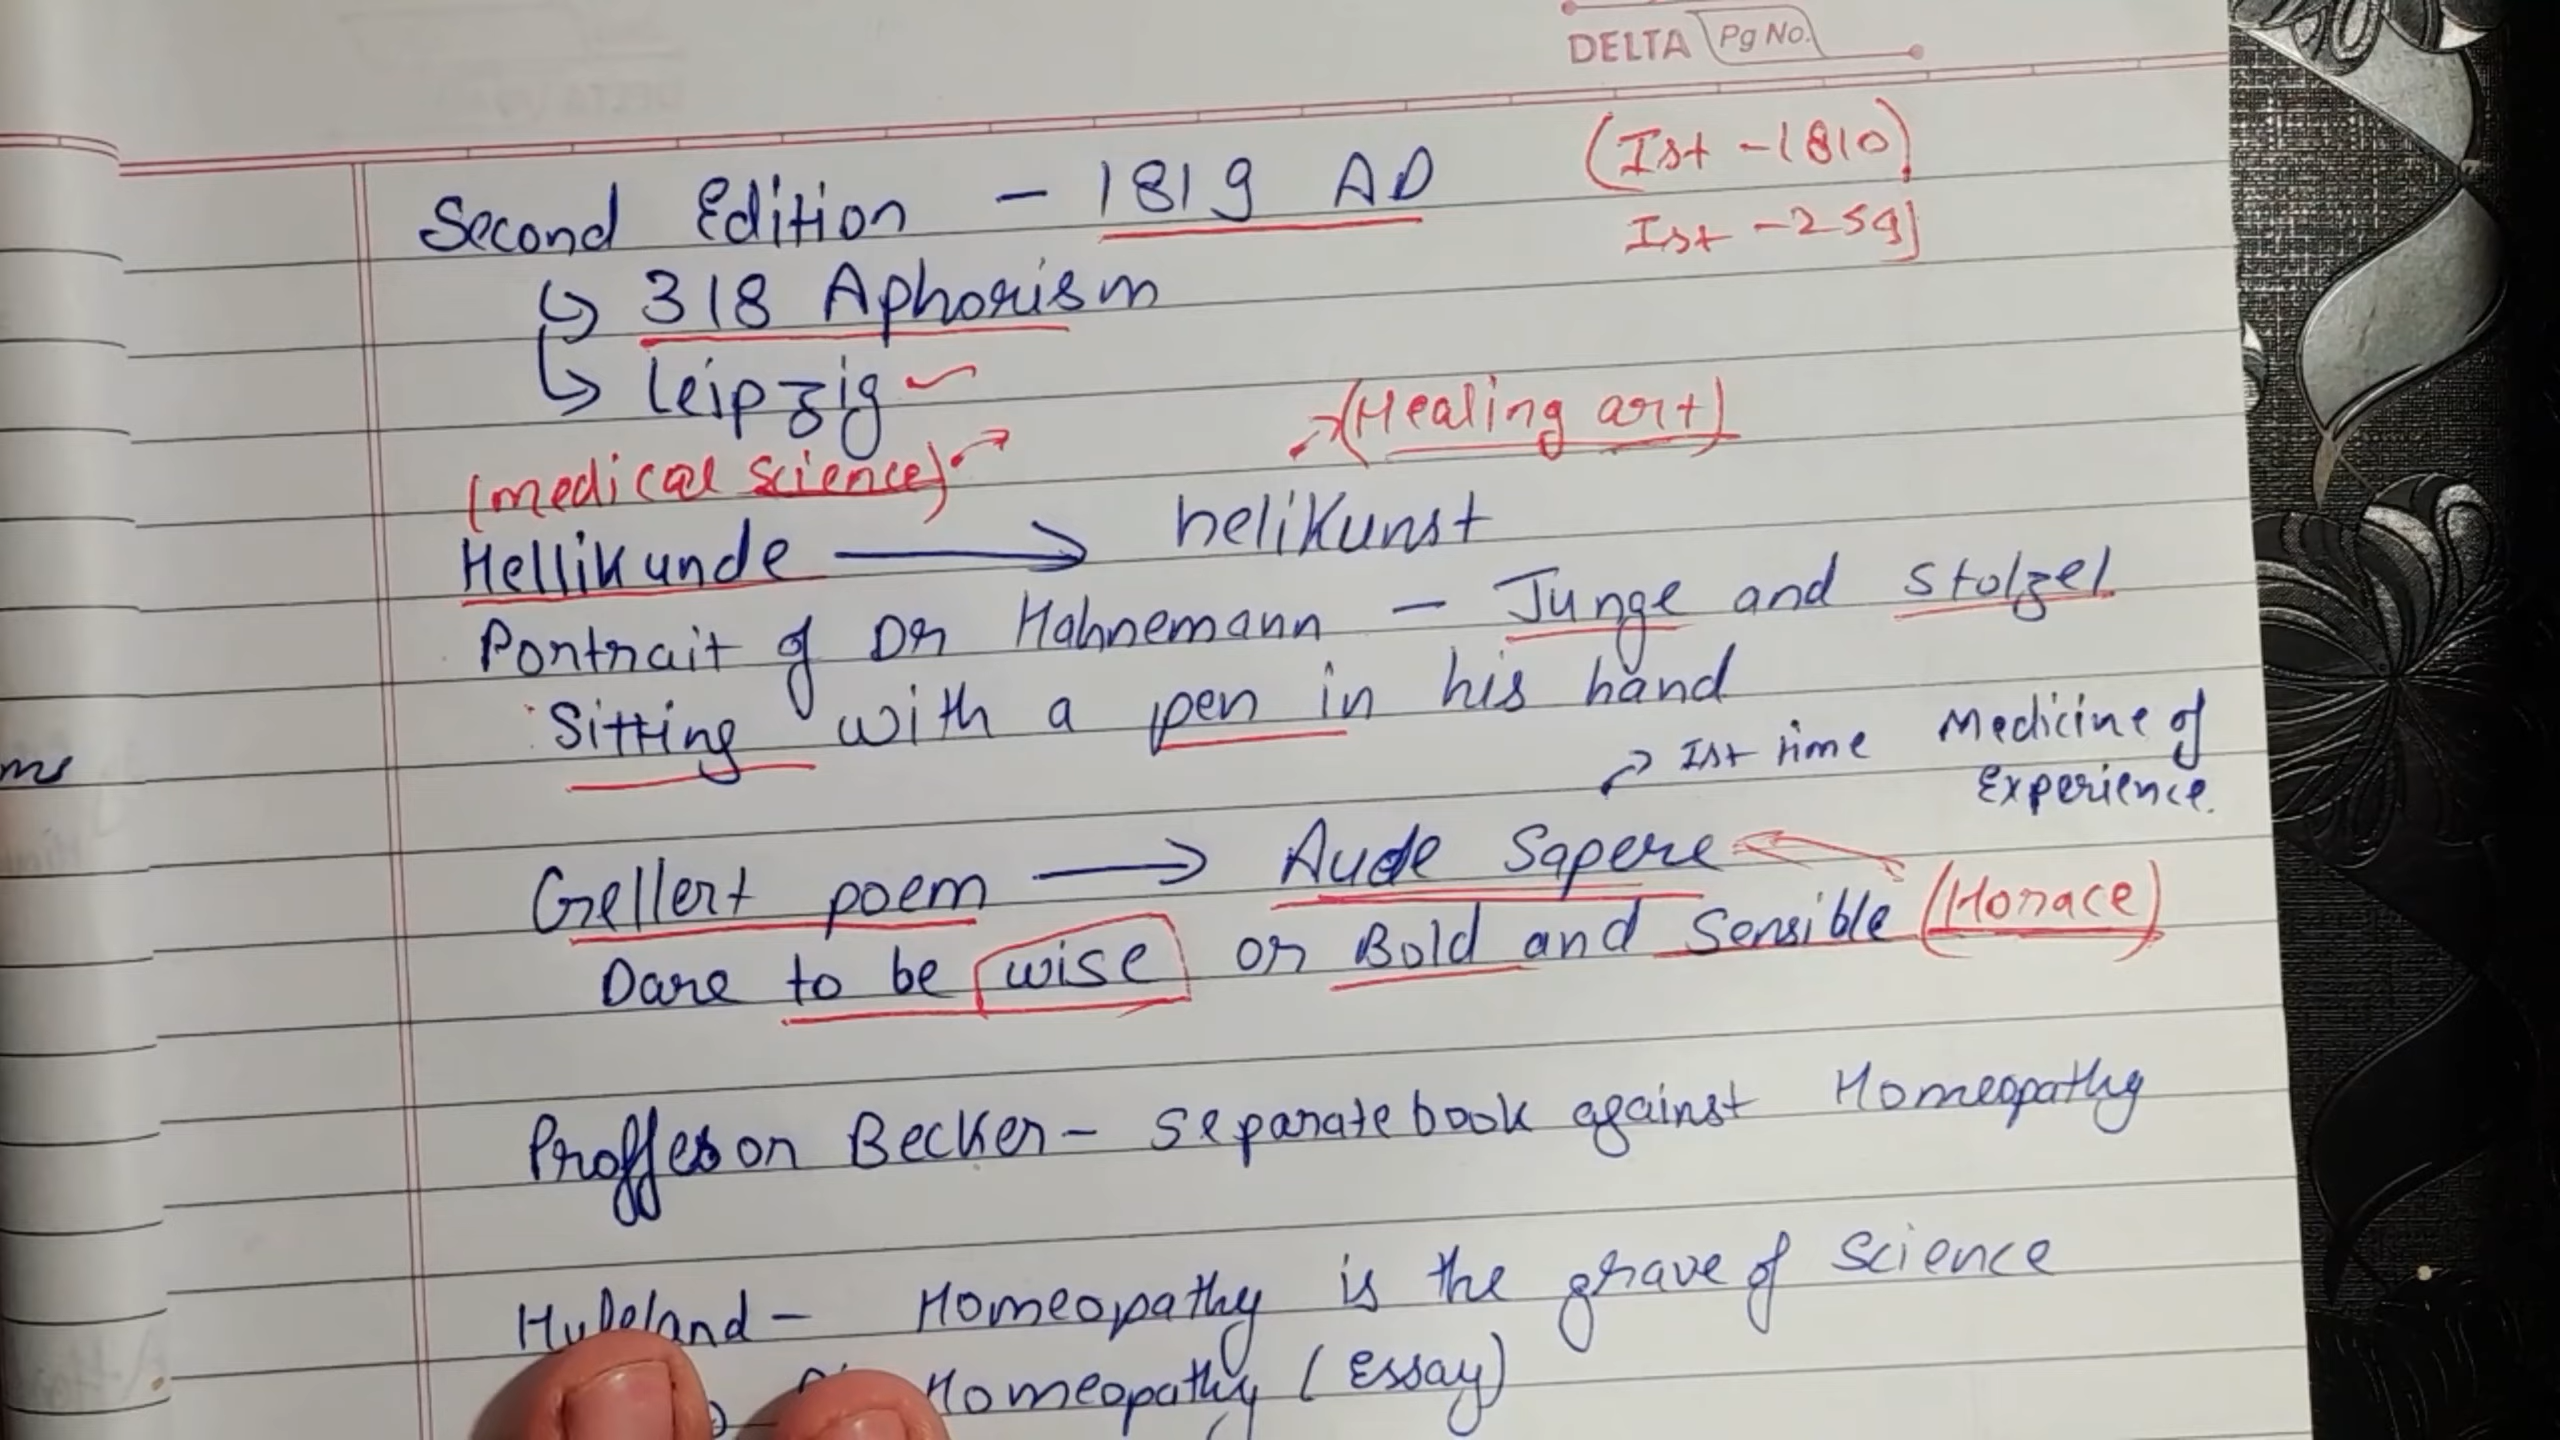 DELTA Pg No.
Second Edition - 1819 AD (Ist - 1810)
Ist - 259]
↳ 318 Aphorism
↳ Leipzig
(medical science) (Healing art)
Hellikunde → helikunst
Portrait of Dr Hahnemann - Junge and Stolzel
Sitting with a pen in his hand
Ist time Medicine of
Experience.
Gellert poem → Aude Sapere
Dare to be wise or Bold and Sensible (Horace)
Proffesor Becker - Separate book against Homeopathy
Hufeland - Homeopathy is the grave of Science
Homeopathy (Essay)